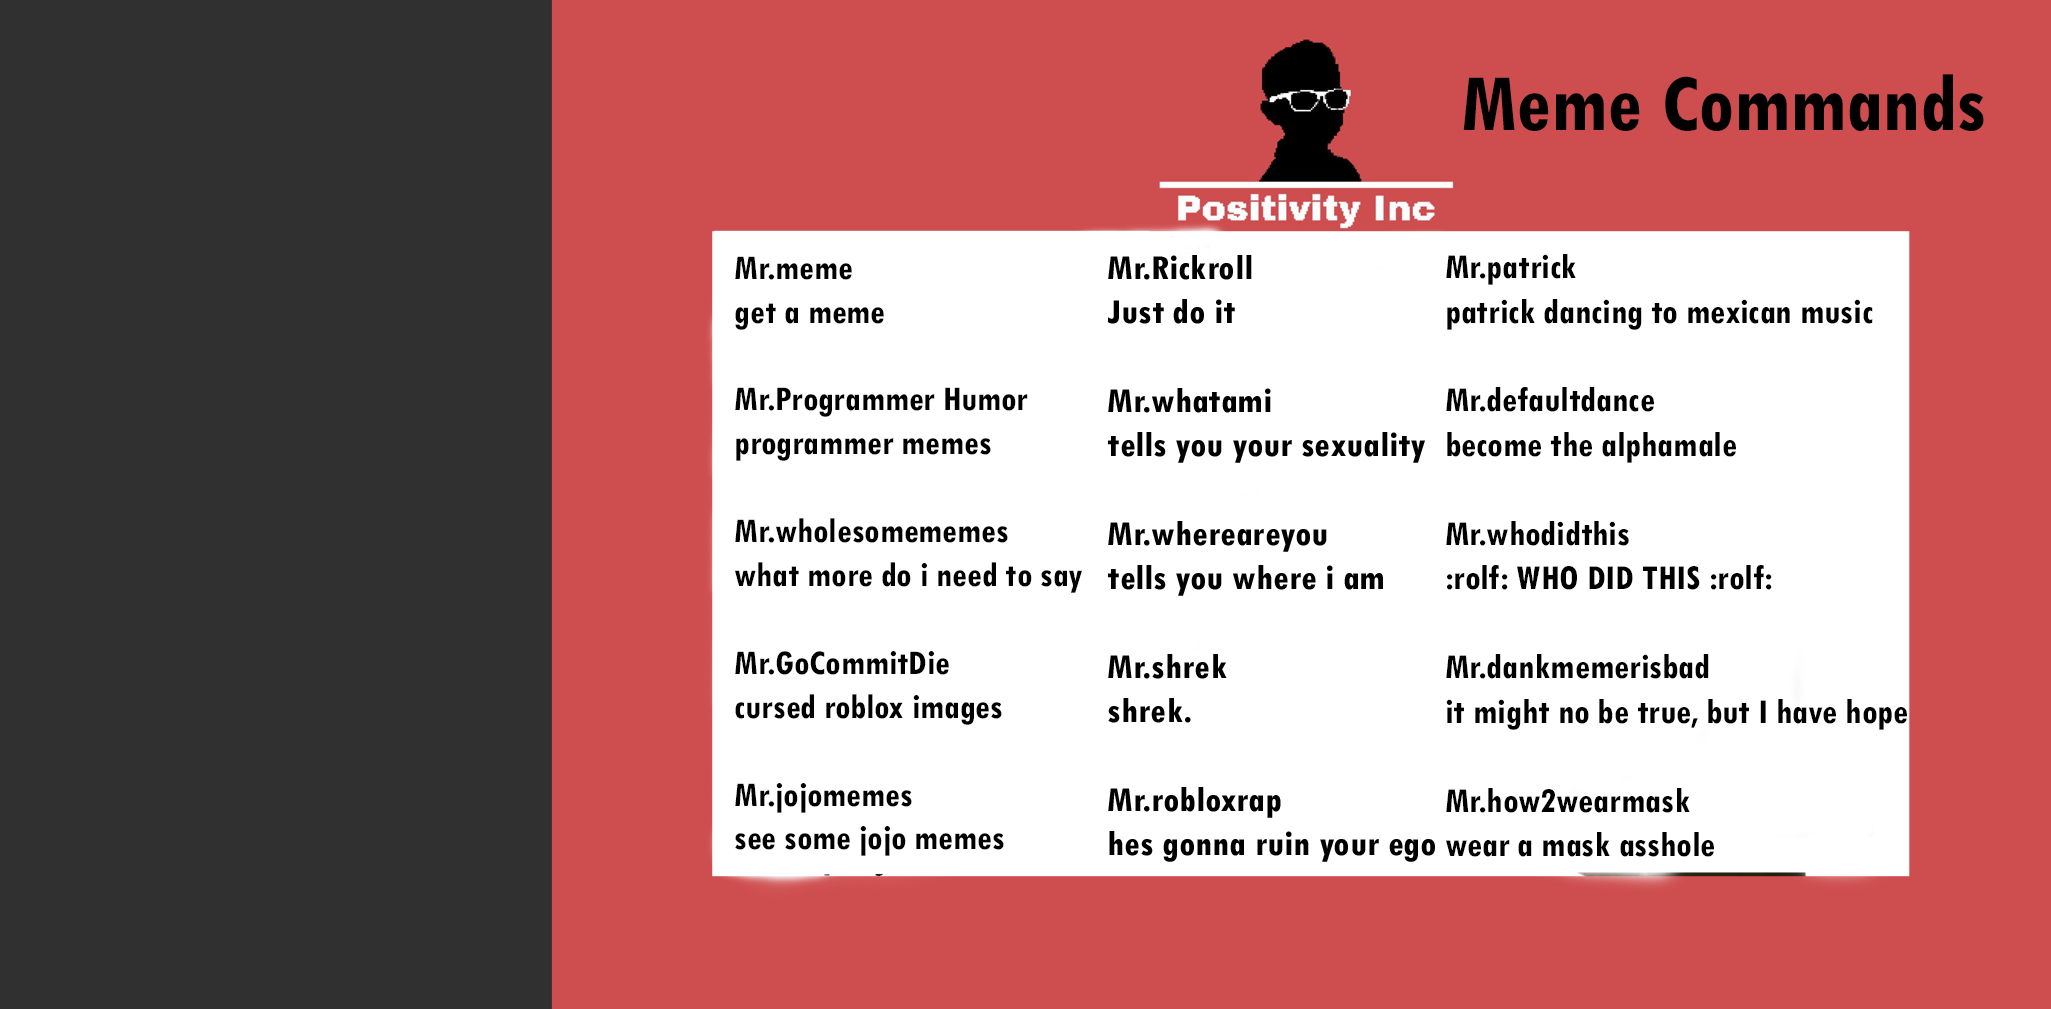 Meme Commands
Positivity Inc
Mr.meme
get a meme
Mr.Programmer Humor
programmer memes
Mr.wholesomememes
what more do i need to say
Mr.GoCommitDie
cursed roblox images
Mr.jojomemes
see some jojo memes
Mr.Rickroll
Just do it
Mr.whatami
tells you your sexuality
Mr.whereareyou
tells you where i am
Mr.shrek
shrek.
Mr.robloxrap
hes gonna ruin your ego
Mr.patrick
patrick dancing to mexican music
Mr.defaultdance
become the alphamale
Mr.whodidthis
:rolf: WHO DID THIS :rolf:
Mr.dankmemerisbad
it might no be true, but I have hope
Mr.how2wearmask
wear a mask asshole